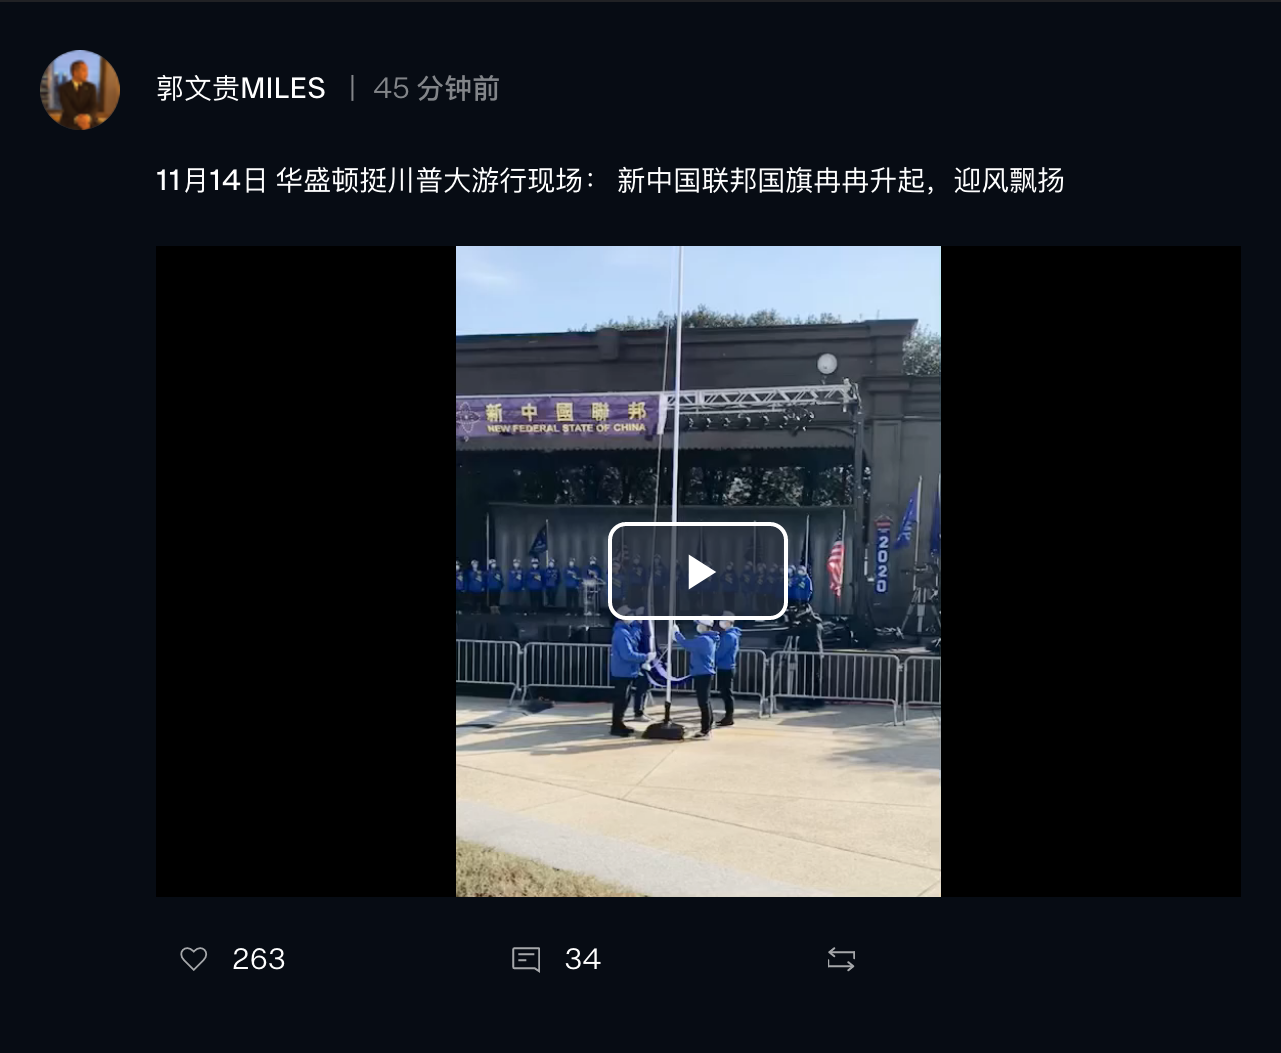 郭文贵MILES | 45 分钟前
11月14日 华盛顿挺川普大游行现场： 新中国联邦国旗冉冉升起，迎风飘扬
新中國聯邦
NEW FEDERAL STATE OF CHINA
2020
263
34